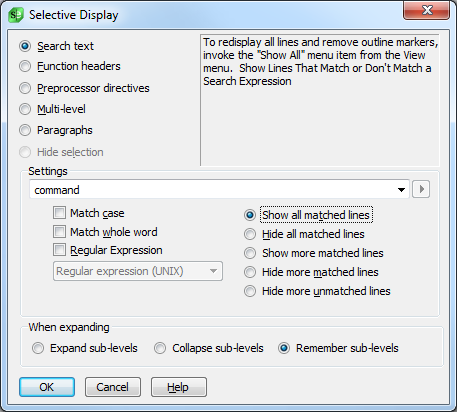 Selective Display
Search text
Function headers
Preprocessor directives
Multi-level
Paragraphs
Hide selection
To redisplay all lines and remove outline markers,
invoke the "Show All" menu item from the View
menu. Show Lines That Match or Don't Match a
Search Expression
Settings
command
Match case
Match whole word
Regular Expression
Regular expression (UNIX)
Show all matched lines
Hide all matched lines
Show more matched lines
Hide more matched lines
Hide more unmatched lines
When expanding
Expand sub-levels Collapse sub-levels Remember sub-levels
OK Cancel Help